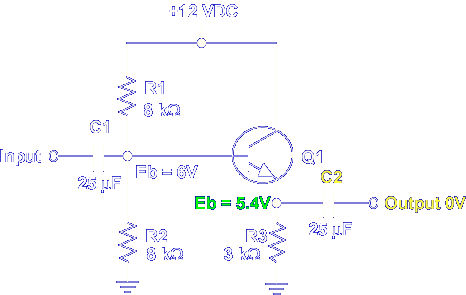 +12 VDC
R1
8 kΩ
C1
Input
Eb = 6V
Q1
25 µF
C2
Eb = 5.4V
Output 0V
R2
8 kΩ
R3
3 kΩ
25 µF